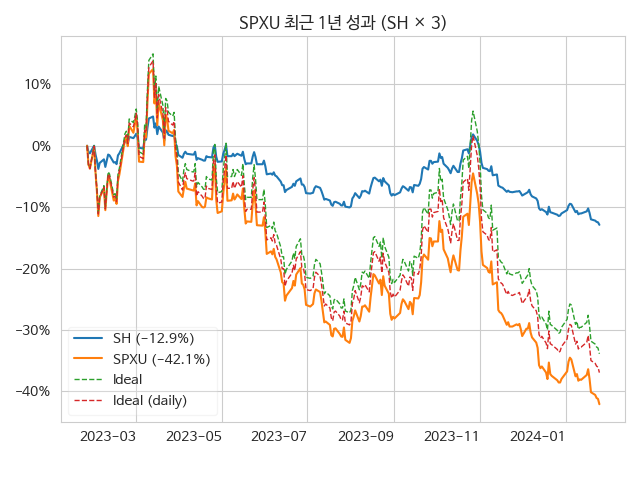 SPXU 최근 1년 성과 (SH × 3)
10%
0%
−10%
−20%
−30%
−40%
SH (−12.9%)
SPXU (−42.1%)
Ideal
Ideal (daily)
2023-03 2023-05 2023-07 2023-09 2023-11 2024-01